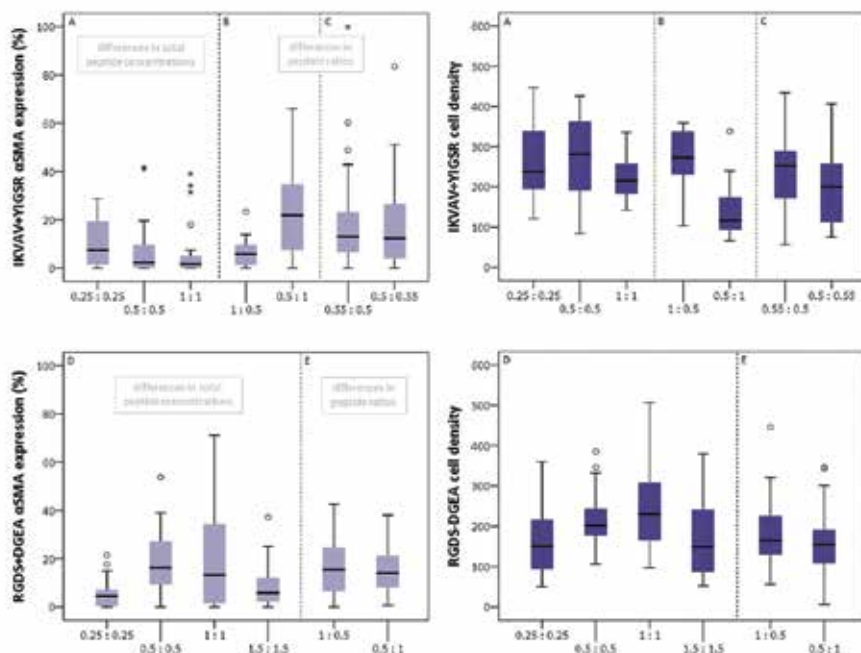 A
B
C
differences in total
peptide concentrations
differences in
peptide ratios
IKVAV+YIGSR αSMA expression (%)
100
80
60
40
20
0
0.25 : 0.25
0.5 : 0.5
1 : 1
1 : 0.5
0.5 : 1
0.55 : 0.5
0.5 : 0.55
A
B
C
IKVAV+YIGSR cell density
600
500
400
300
200
100
0
0.25 : 0.25
0.5 : 0.5
1 : 1
1 : 0.5
0.5 : 1
0.55 : 0.5
0.5 : 0.55
D
E
differences in total
peptide concentrations
differences in
peptide ratios
RGDS+DGEA αSMA expression (%)
100
80
60
40
20
0
0.25 : 0.25
0.5 : 0.5
1 : 1
1.5 : 1.5
1 : 0.5
0.5 : 1
D
E
RGDS-DGEA cell density
600
500
400
300
200
100
0
0.25 : 0.25
0.5 : 0.5
1 : 1
1.5 : 1.5
1 : 0.5
0.5 : 1